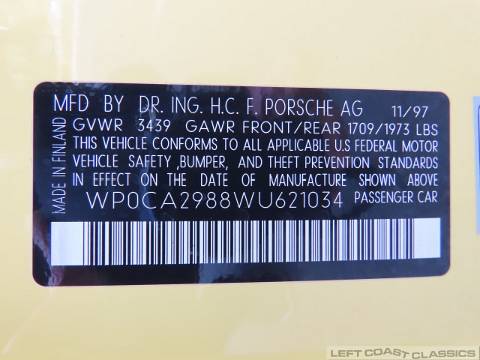 MFD BY DR. ING. H.C. F. PORSCHE AG 11/97
GVWR 3439 GAWR FRONT/REAR 1709/1973 LBS
THIS VEHICLE CONFORMS TO ALL APPLICABLE U.S FEDERAL MOTOR
VEHICLE SAFETY ,BUMPER, AND THEFT PREVENTION STANDARDS
IN EFFECT ON THE DATE OF MANUFACTURE SHOWN ABOVE
WP0CA2988WU621034 PASSENGER CAR
MADE IN FINLAND
LEFT COAST CLASSICS